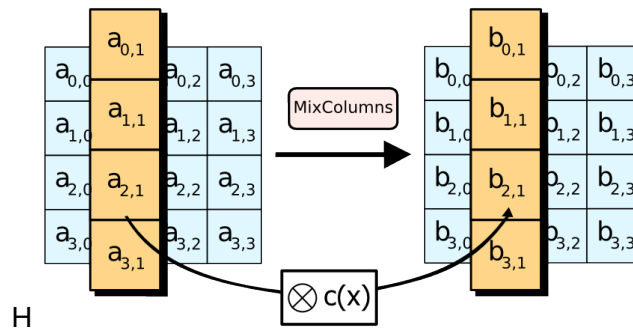 a0,1 b0,1
a0,0 a0,2 a0,3 b0,0 b0,2 b0,3
MixColumns
a1,1 b1,1
a1,0 a1,2 a1,3 b1,0 b1,2 b1,3
a2,0 a2,1 a2,2 a2,3 b2,0 b2,1 b2,2 b2,3
a3,0 a3,2 a3,3 b3,0 b3,2 b3,3
a3,1 b3,1
⊗ c(x)
H